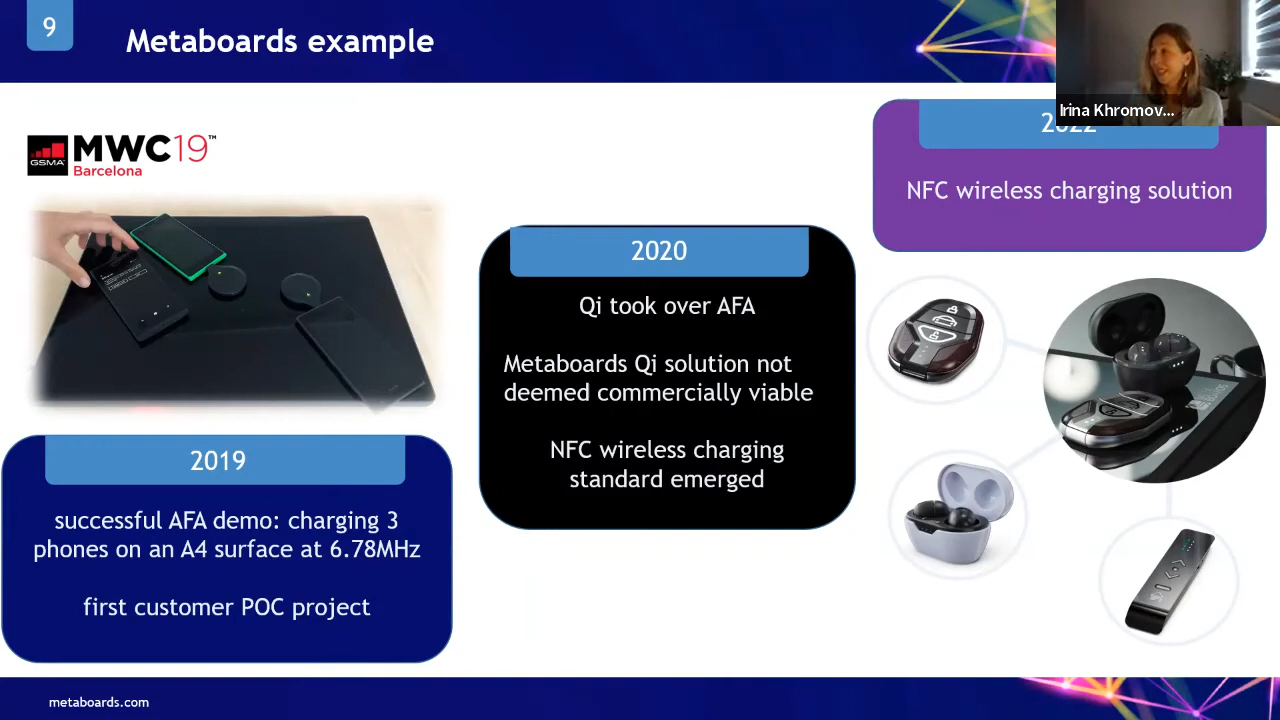 9
Metaboards example
Irina Khromov...
GSMA
MWC19™
Barcelona
2019
successful AFA demo: charging 3
phones on an A4 surface at 6.78MHz
first customer POC project
2020
Qi took over AFA
Metaboards Qi solution not
deemed commercially viable
NFC wireless charging
standard emerged
2022
NFC wireless charging solution
metaboards.com